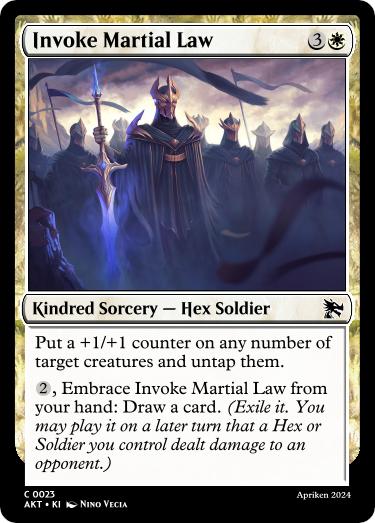 Invoke Martial Law 3
Kindred Sorcery — Hex Soldier
Put a +1/+1 counter on any number of
target creatures and untap them.
2, Embrace Invoke Martial Law from
your hand: Draw a card. (Exile it. You
may play it on a later turn that a Hex or
Soldier you control dealt damage to an
opponent.)
C 0023 Apriken 2024
AKT • KI Nino Vecia